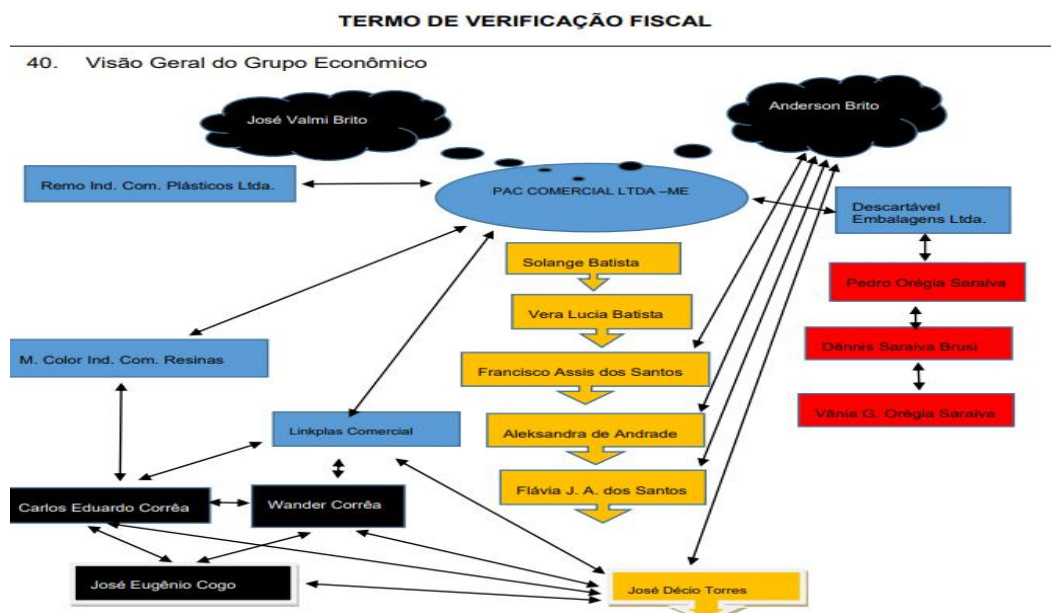 TERMO DE VERIFICAÇÃO FISCAL
40. Visão Geral do Grupo Econômico
José Valmi Brito
Anderson Brito
Remo Ind. Com. Plásticos Ltda.
PAC COMERCIAL LTDA –ME
Descartável
Embalagens Ltda.
Solange Batista
Pedro Orégia Saraiva
Vera Lucia Batista
Dênnis Saraiva Brusi
M. Color Ind. Com. Resinas
Francisco Assis dos Santos
Vânia G. Orégia Saraiva
Linkplas Comercial
Aleksandra de Andrade
Flávia J. A. dos Santos
Carlos Eduardo Corrêa
Wander Corrêa
José Eugênio Cogo
José Décio Torres